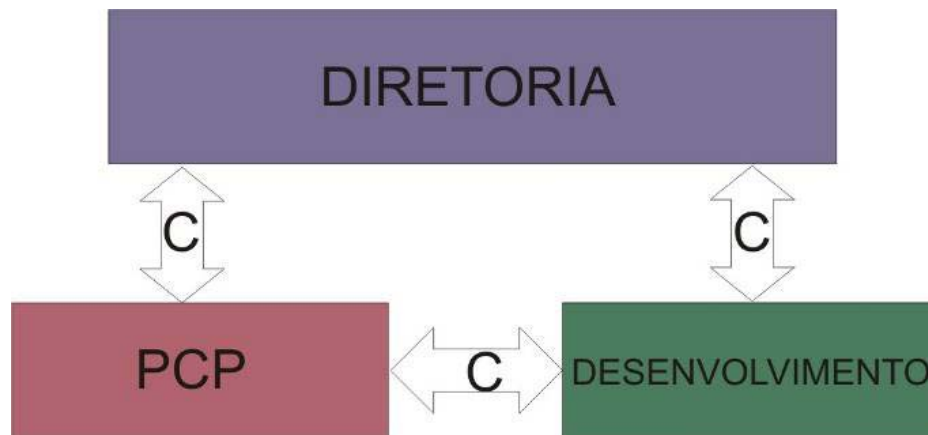 DIRETORIA
C
C
PCP
C
DESENVOLVIMENTO